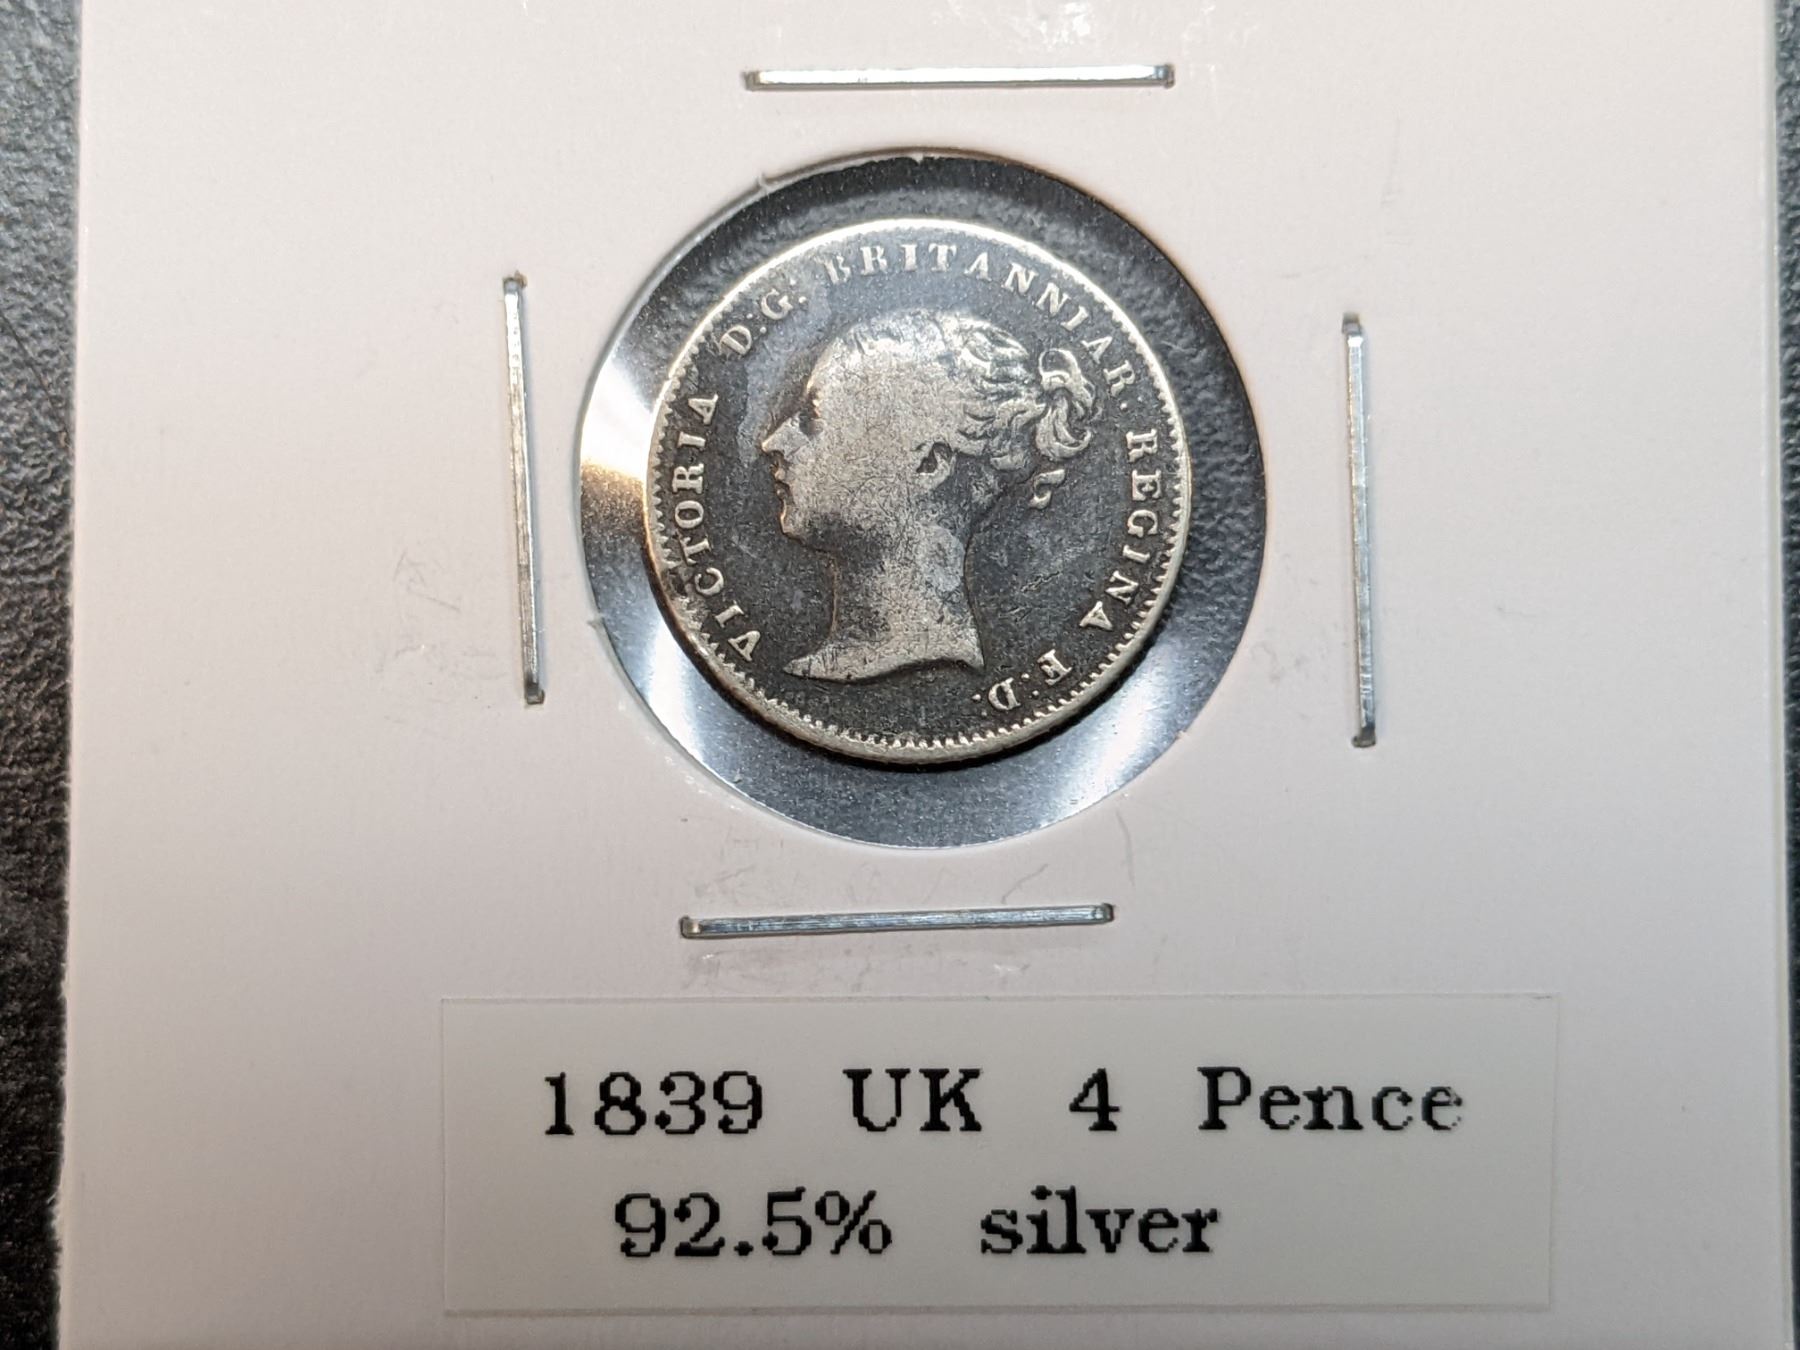 VICTORIA D:G: BRITANNIAR: REGINA F:D:
1839 UK 4 Pence
92.5% silver